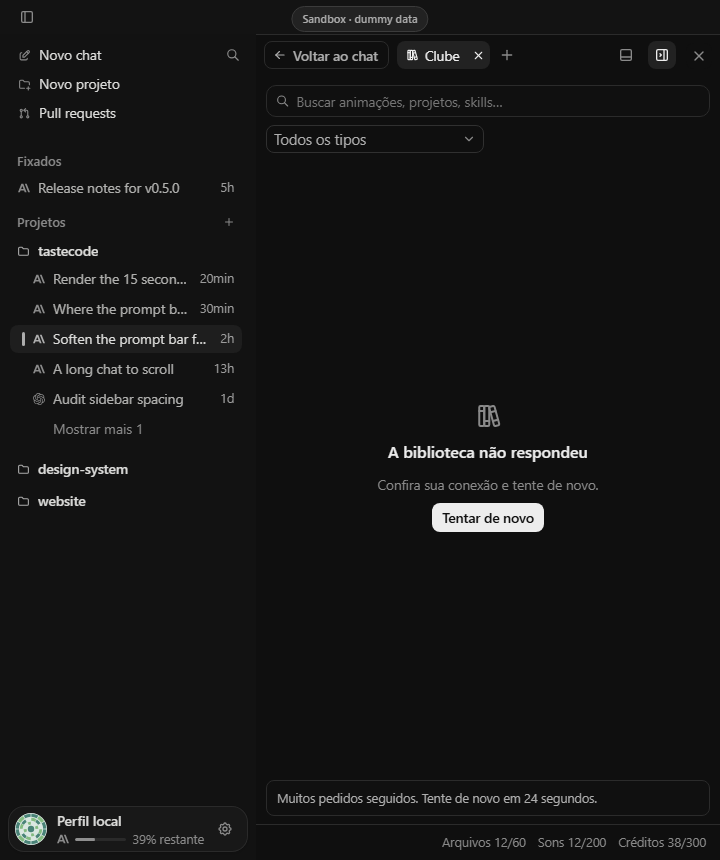 Sandbox · dummy data
Novo chat
Novo projeto
Pull requests
Fixados
Release notes for v0.5.0 5h
Projetos
tastecode
Render the 15 secon... 20min
Where the prompt b... 30min
Soften the prompt bar f... 2h
A long chat to scroll 13h
Audit sidebar spacing 1d
Mostrar mais 1
design-system
website
Perfil local
39% restante
Voltar ao chat
Clube
Buscar animações, projetos, skills...
Todos os tipos
A biblioteca não respondeu
Confira sua conexão e tente de novo.
Tentar de novo
Muitos pedidos seguidos. Tente de novo em 24 segundos.
Arquivos 12/60 Sons 12/200 Créditos 38/300